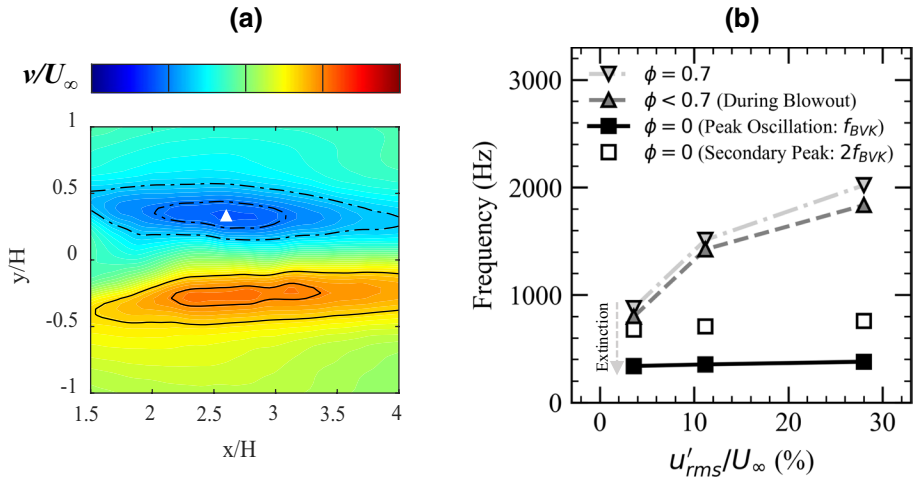 (a)
v/U∞
1
0.5
0
-0.5
-1
y/H
1.5 2 2.5 3 3.5 4
x/H
(b)
3000
2000
1000
0
Frequency (Hz)
ϕ = 0.7
ϕ < 0.7 (During Blowout)
ϕ = 0 (Peak Oscillation: f_BVK)
ϕ = 0 (Secondary Peak: 2f_BVK)
Extinction
0 10 20 30
u′rms/U∞ (%)